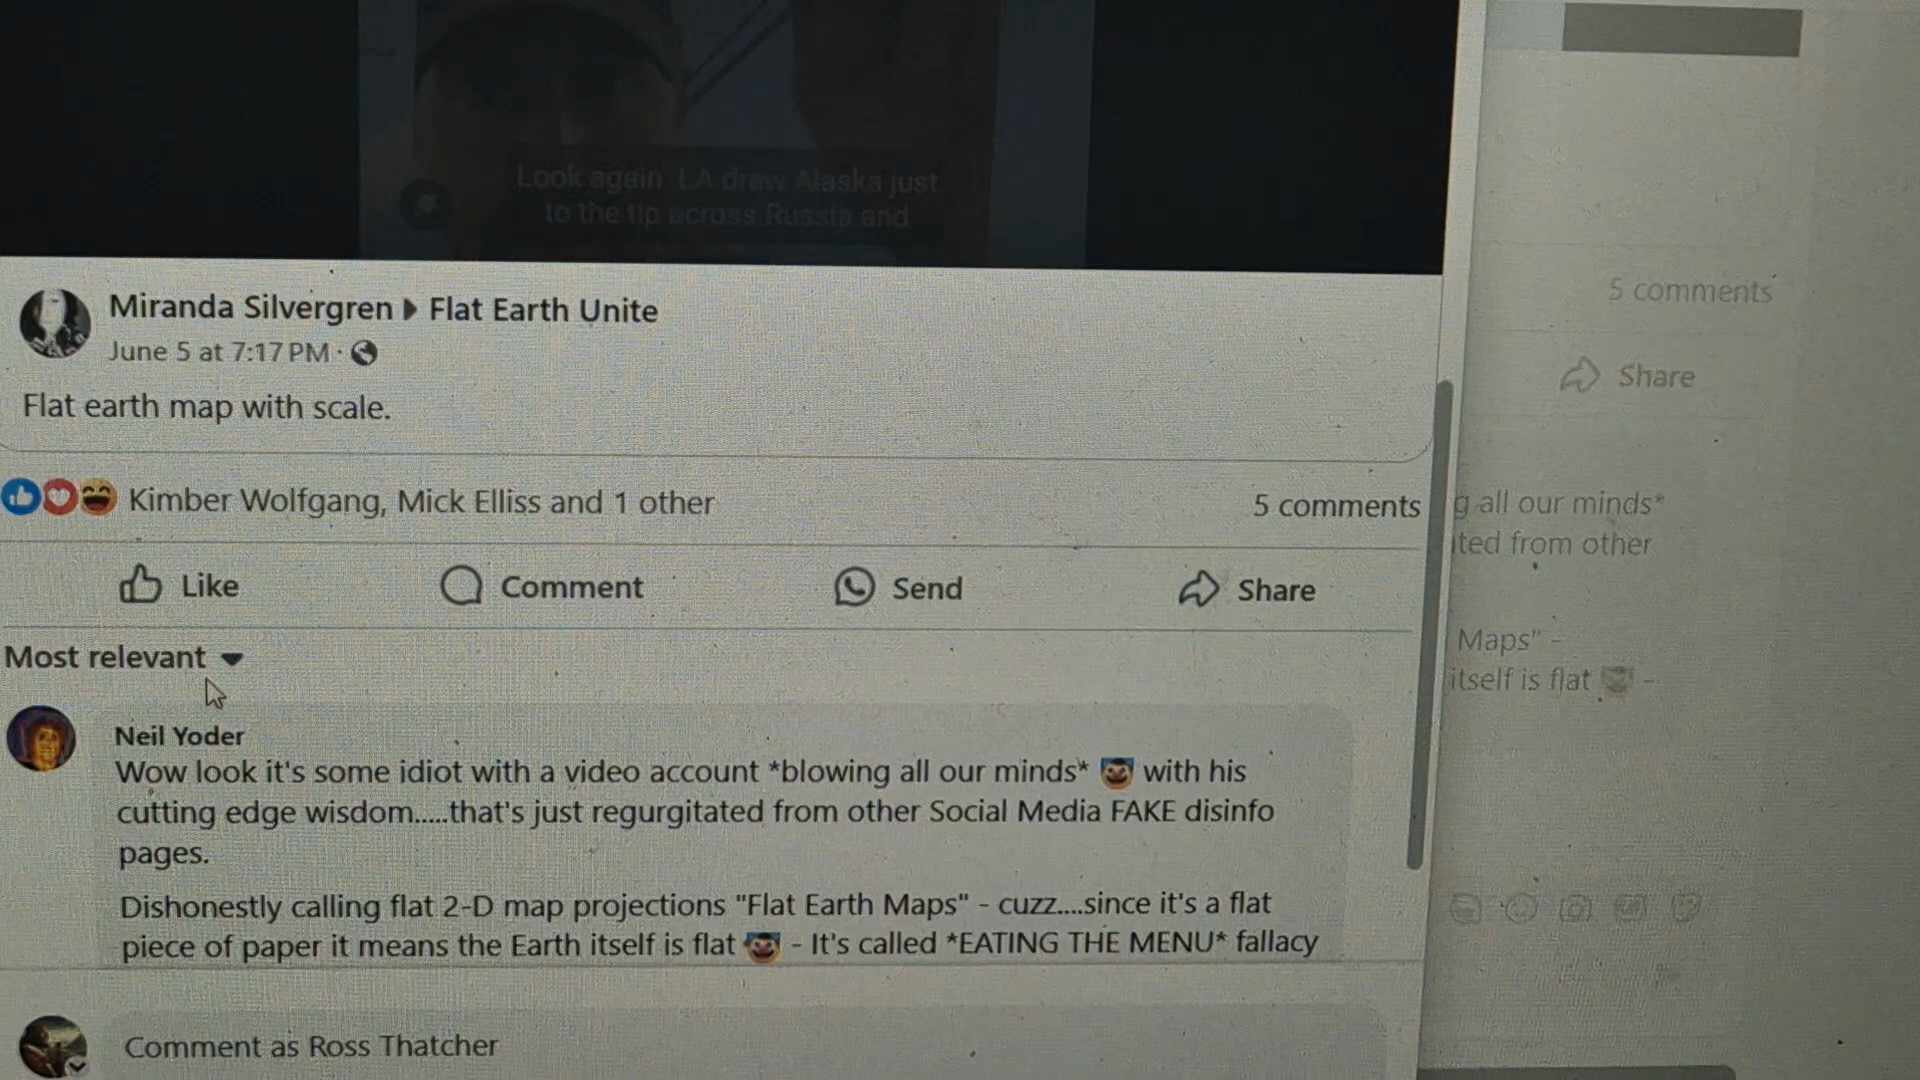 Look again. LA drew Alaska just
to the tip across Russia and
Miranda Silvergren Flat Earth Unite
June 5 at 7:17 PM ·
Flat earth map with scale.
Kimber Wolfgang, Mick Elliss and 1 other
5 comments
Like
Comment
Send
Share
Most relevant
Neil Yoder
Wow look it's some idiot with a video account *blowing all our minds* 🤡 with his
cutting edge wisdom.....that's just regurgitated from other Social Media FAKE disinfo
pages.
Dishonestly calling flat 2-D map projections "Flat Earth Maps" - cuzz....since it's a flat
piece of paper it means the Earth itself is flat 🤡 - It's called *EATING THE MENU* fallacy
Comment as Ross Thatcher
5 comments
Share
g all our minds*
ted from other
Maps" -
itself is flat 🤡 -